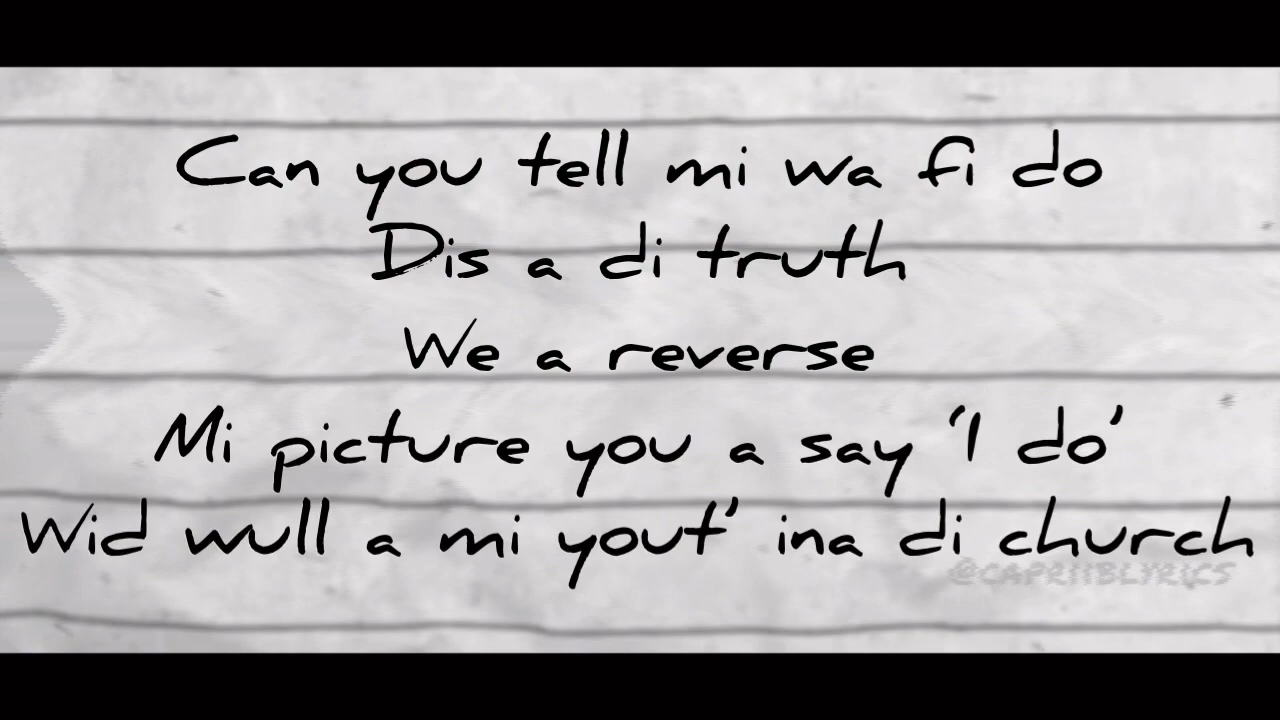 Can you tell mi wa fi do
Dis a di truth
We a reverse
Mi picture you a say 'I do'
Wid wull a mi yout' ina di church
@CAPRIIBLYRICS